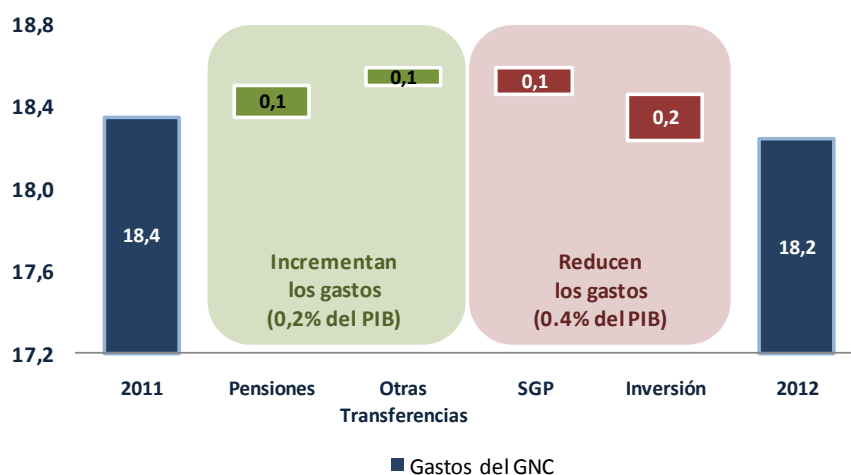 18,8
18,4
18,0
17,6
17,2
18,4
0,1
0,1
0,1
0,2
18,2
Incrementan
los gastos
(0,2% del PIB)
Reducen
los gastos
(0.4% del PIB)
2011
Pensiones
Otras
Transferencias
SGP
Inversión
2012
Gastos del GNC